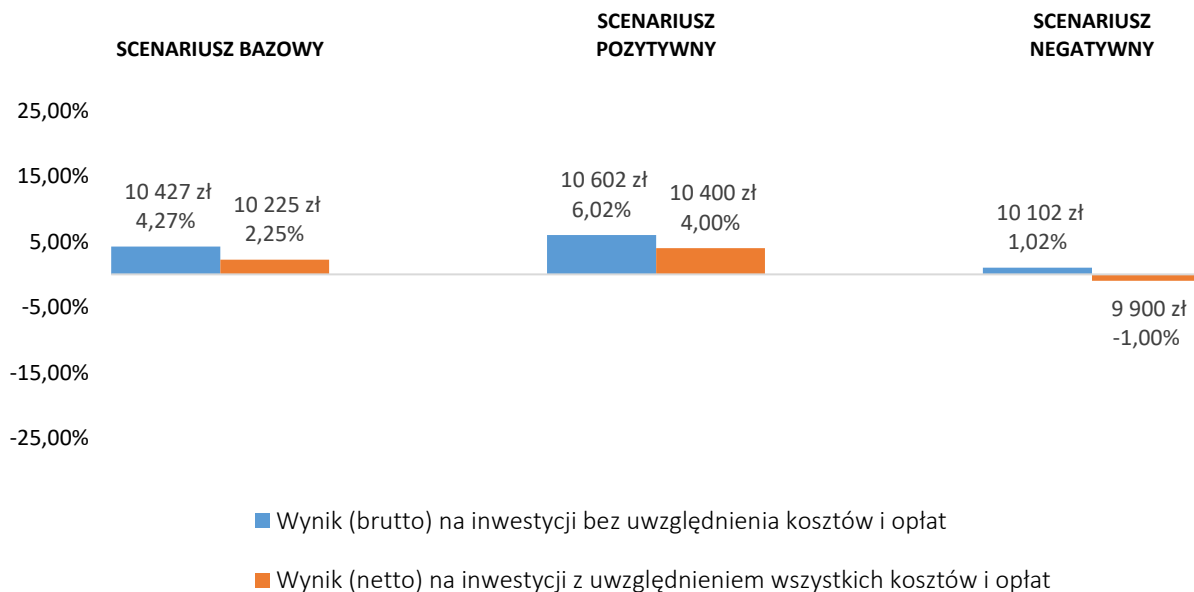 SCENARIUSZ BAZOWY
SCENARIUSZ
POZYTYWNY
SCENARIUSZ
NEGATYWNY
25,00%
15,00%
5,00%
-5,00%
-15,00%
-25,00%
10 427 zł
4,27%
10 225 zł
2,25%
10 602 zł
6,02%
10 400 zł
4,00%
10 102 zł
1,02%
9 900 zł
-1,00%
Wynik (brutto) na inwestycji bez uwzględnienia kosztów i opłat
Wynik (netto) na inwestycji z uwzględnieniem wszystkich kosztów i opłat